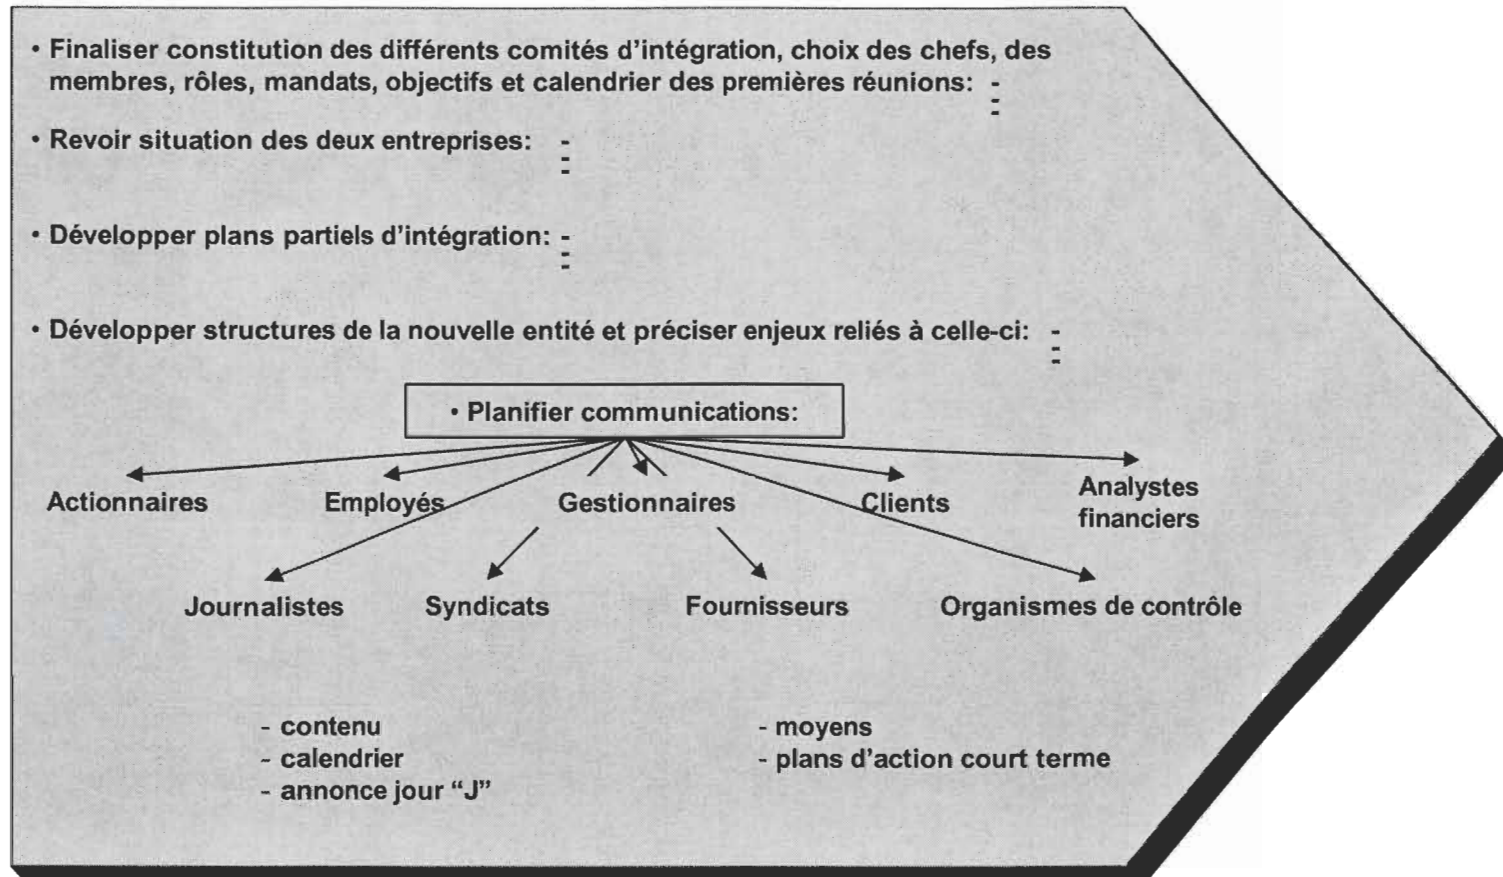 • Finaliser constitution des différents comités d'intégration, choix des chefs, des
membres, rôles, mandats, objectifs et calendrier des premières réunions: -
-
-
• Revoir situation des deux entreprises: -
-
-
• Développer plans partiels d'intégration: -
-
-
• Développer structures de la nouvelle entité et préciser enjeux reliés à celle-ci: -
-
-
• Planifier communications:
Actionnaires
Employés
Gestionnaires
Clients
Analystes
financiers
Journalistes
Syndicats
Fournisseurs
Organismes de contrôle
- contenu
- calendrier
- annonce jour “J”
- moyens
- plans d'action court terme